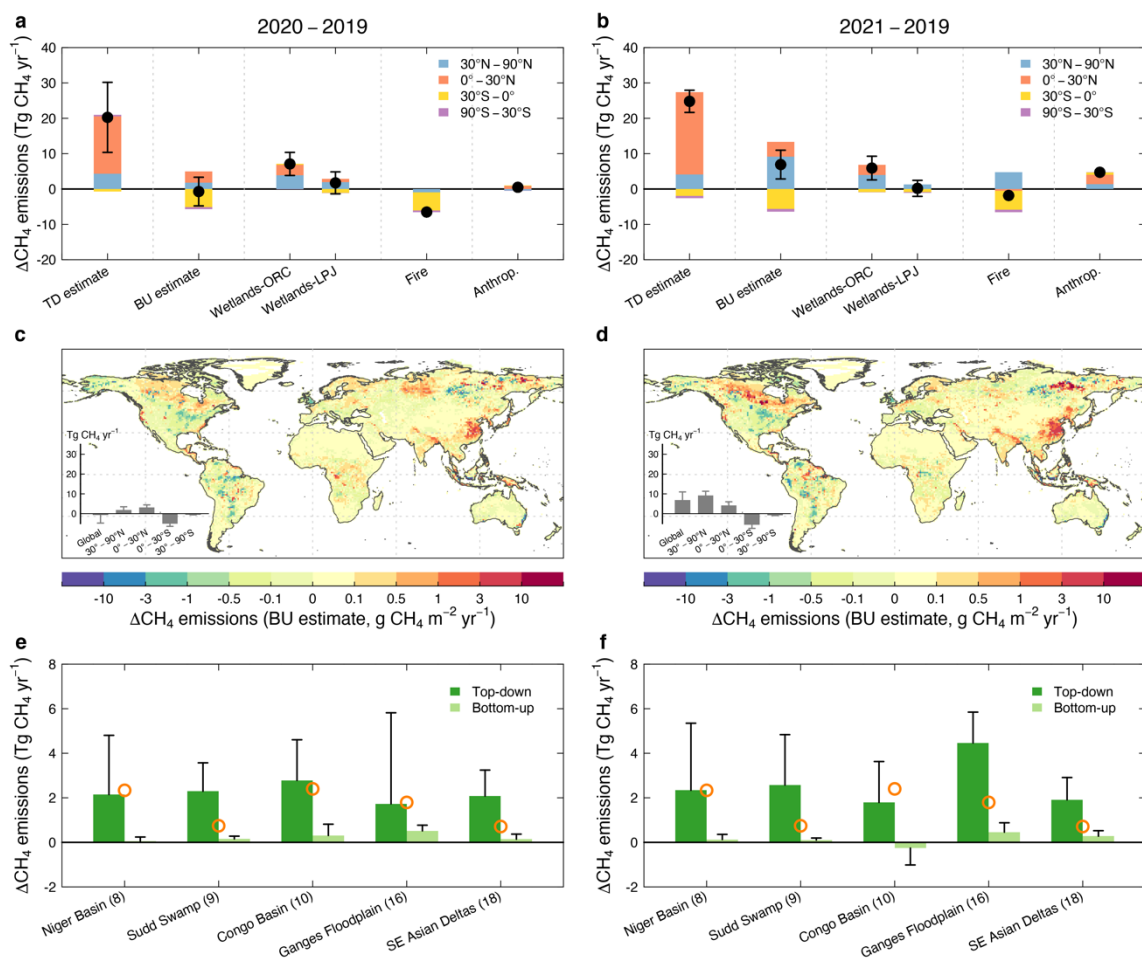 a
2020 – 2019
ΔCH₄ emissions (Tg CH₄ yr⁻¹)
40
30
20
10
0
-10
-20
30°N – 90°N
0° – 30°N
30°S – 0°
90°S – 30°S
TD estimate
BU estimate
Wetlands-ORC
Wetlands-LPJ
Fire
Anthrop.
b
2021 – 2019
ΔCH₄ emissions (Tg CH₄ yr⁻¹)
40
30
20
10
0
-10
-20
30°N – 90°N
0° – 30°N
30°S – 0°
90°S – 30°S
TD estimate
BU estimate
Wetlands-ORC
Wetlands-LPJ
Fire
Anthrop.
c
Tg CH₄ yr⁻¹
30
20
10
0
Global
30° – 90°N
0° – 30°N
0° – 30°S
30° – 90°S
-10 -3 -1 -0.5 -0.1 0 0.1 0.5 1 3 10
ΔCH₄ emissions (BU estimate, g CH₄ m⁻² yr⁻¹)
d
Tg CH₄ yr⁻¹
30
20
10
0
Global
30° – 90°N
0° – 30°N
0° – 30°S
30° – 90°S
-10 -3 -1 -0.5 -0.1 0 0.1 0.5 1 3 10
ΔCH₄ emissions (BU estimate, g CH₄ m⁻² yr⁻¹)
e
ΔCH₄ emissions (Tg CH₄ yr⁻¹)
8
6
4
2
0
-2
Top-down
Bottom-up
Niger Basin (8)
Sudd Swamp (9)
Congo Basin (10)
Ganges Floodplain (16)
SE Asian Deltas (18)
f
ΔCH₄ emissions (Tg CH₄ yr⁻¹)
8
6
4
2
0
-2
Top-down
Bottom-up
Niger Basin (8)
Sudd Swamp (9)
Congo Basin (10)
Ganges Floodplain (16)
SE Asian Deltas (18)